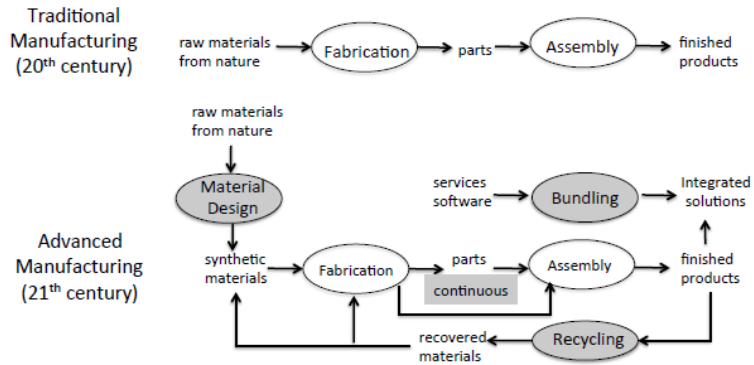 Traditional
Manufacturing
(20th century)
raw materials
from nature
Fabrication
parts
Assembly
finished
products
raw materials
from nature
Material
Design
services
software
Bundling
Integrated
solutions
Advanced
Manufacturing
(21th century)
synthetic
materials
Fabrication
parts
continuous
Assembly
finished
products
recovered
materials
Recycling